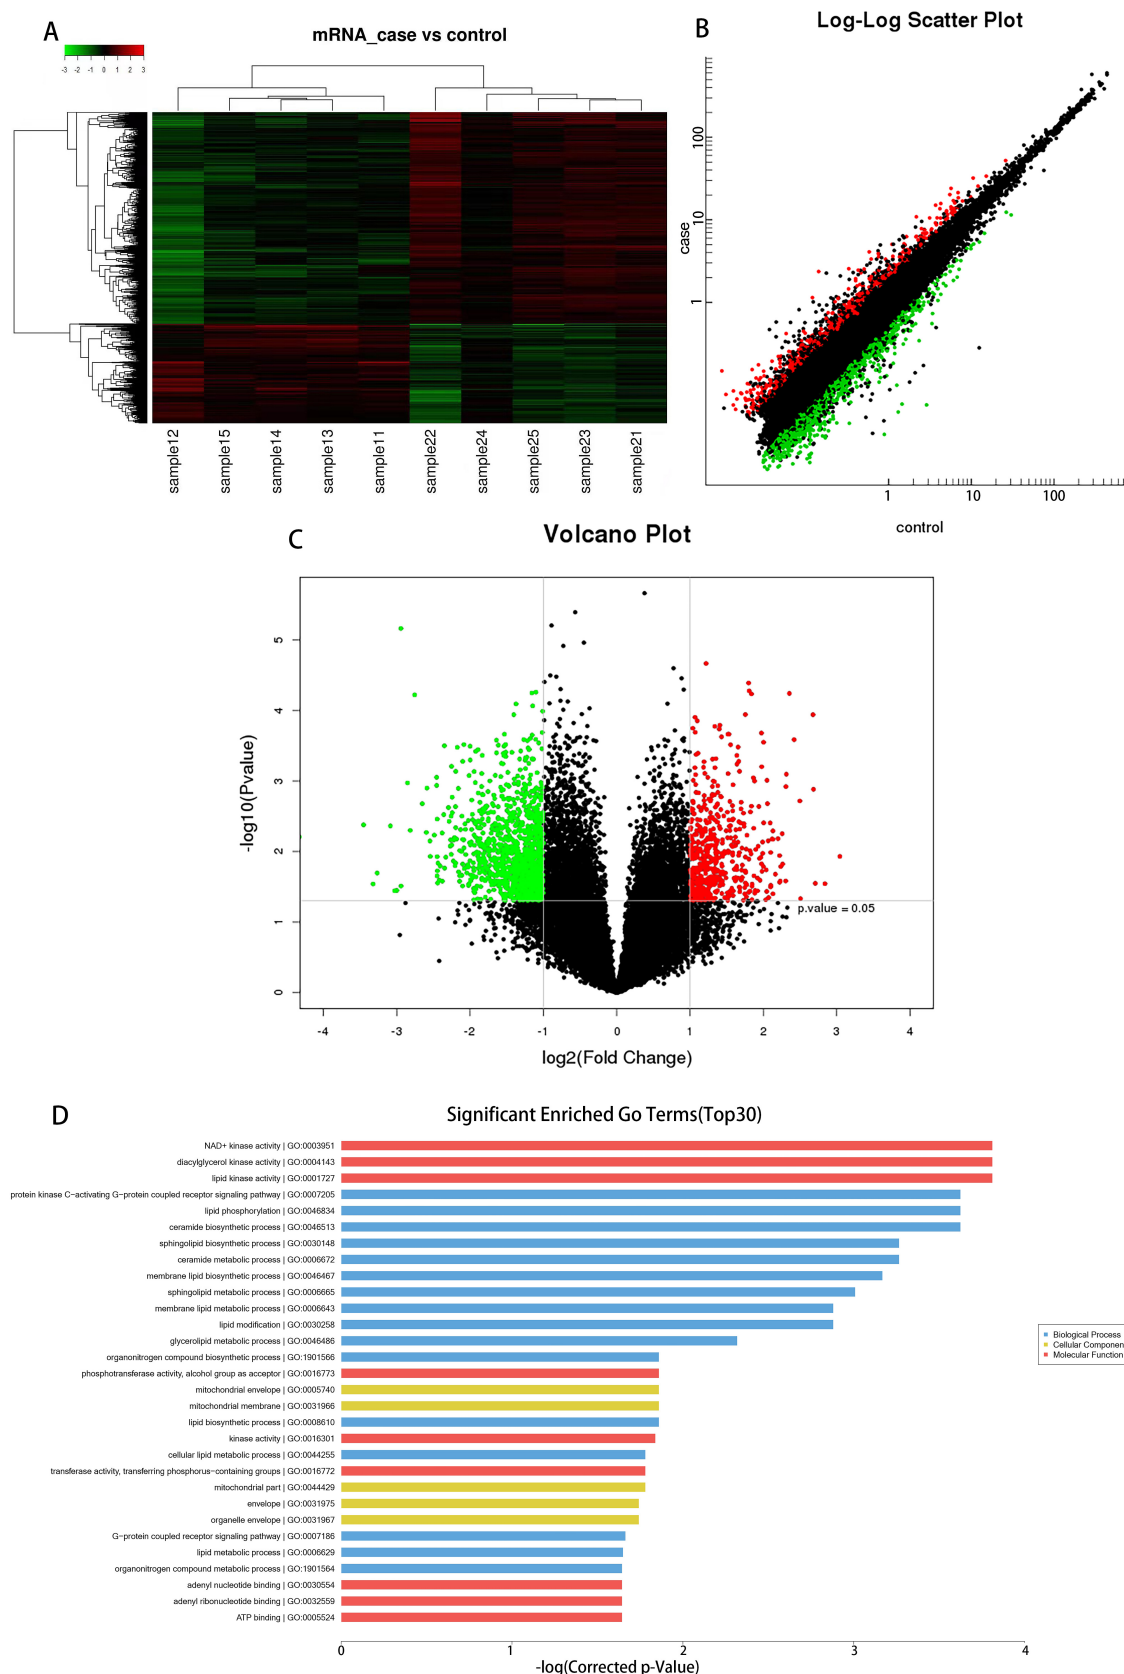 A
mRNA_case vs control
-3 -2 -1 0 1 2 3
sample12
sample15
sample14
sample13
sample11
sample22
sample24
sample25
sample23
sample21
B
Log-Log Scatter Plot
case
100
10
1
1 10 100
control
C
Volcano Plot
-log10(Pvalue)
5
4
3
2
1
0
p.value = 0.05
-4 -3 -2 -1 0 1 2 3 4
log2(Fold Change)
D
Significant Enriched Go Terms(Top30)
NAD+ kinase activity | GO:0003951
diacylglycerol kinase activity | GO:0004143
lipid kinase activity | GO:0001727
protein kinase C−activating G−protein coupled receptor signaling pathway | GO:0007205
lipid phosphorylation | GO:0046834
ceramide biosynthetic process | GO:0046513
sphingolipid biosynthetic process | GO:0030148
ceramide metabolic process | GO:0006672
membrane lipid biosynthetic process | GO:0046467
sphingolipid metabolic process | GO:0006665
membrane lipid metabolic process | GO:0006643
lipid modification | GO:0030258
glycerolipid metabolic process | GO:0046486
organonitrogen compound biosynthetic process | GO:1901566
phosphotransferase activity, alcohol group as acceptor | GO:0016773
mitochondrial envelope | GO:0005740
mitochondrial membrane | GO:0031966
lipid biosynthetic process | GO:0008610
kinase activity | GO:0016301
cellular lipid metabolic process | GO:0044255
transferase activity, transferring phosphorus−containing groups | GO:0016772
mitochondrial part | GO:0044429
envelope | GO:0031975
organelle envelope | GO:0031967
G−protein coupled receptor signaling pathway | GO:0007186
lipid metabolic process | GO:0006629
organonitrogen compound metabolic process | GO:1901564
adenyl nucleotide binding | GO:0030554
adenyl ribonucleotide binding | GO:0032559
ATP binding | GO:0005524
Biological Process
Cellular Componen
Molecular Function
0 1 2 3 4
-log(Corrected p-Value)